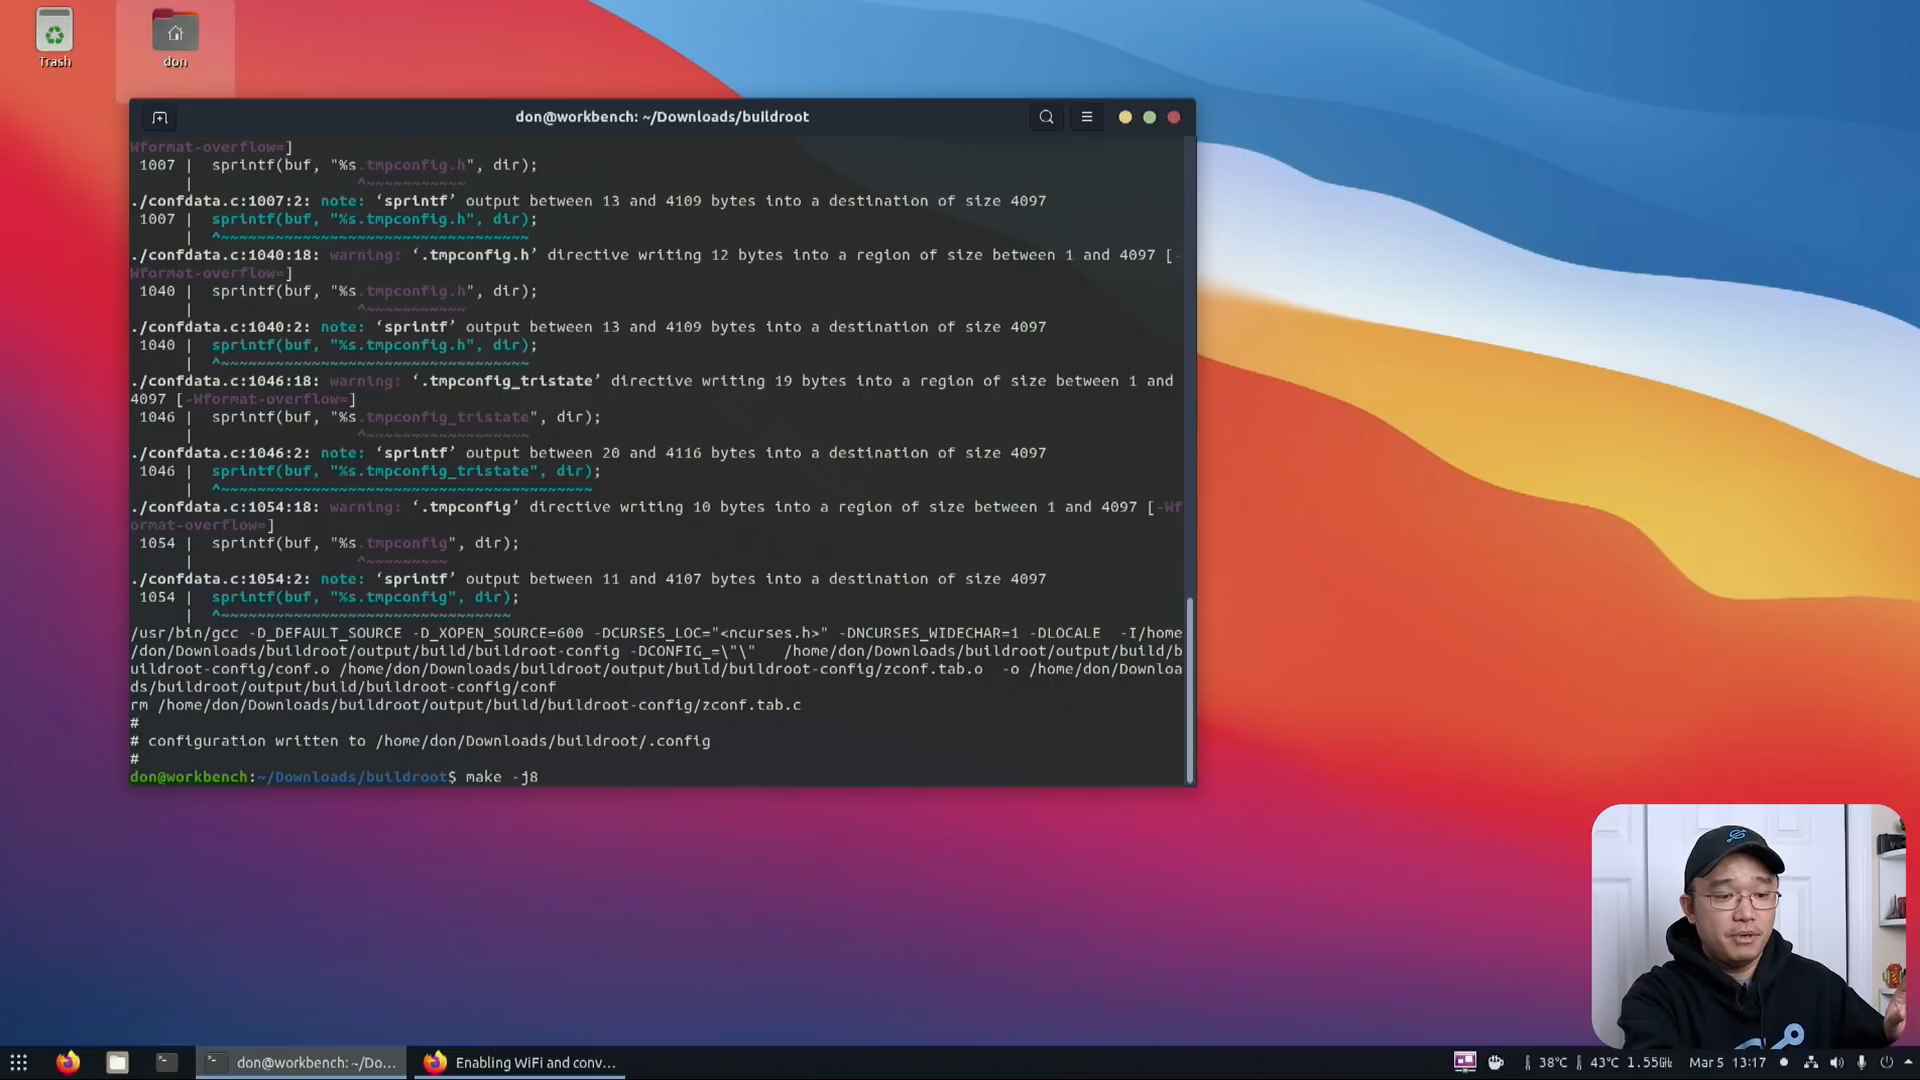 Trash
don
don@workbench: ~/Downloads/buildroot
Wformat-overflow=]
1007 |  sprintf(buf, "%s.tmpconfig.h", dir);
|              ^~~~~~~~~~~~
./confdata.c:1007:2: note: ‘sprintf’ output between 13 and 4109 bytes into a destination of size 4097
1007 |  sprintf(buf, "%s.tmpconfig.h", dir);
|  ^~~~~~~~~~~~~~~~~~~~~~~~~~~~~~~~~~~
./confdata.c:1040:18: warning: ‘.tmpconfig.h’ directive writing 12 bytes into a region of size between 1 and 4097 [-
Wformat-overflow=]
1040 |  sprintf(buf, "%s.tmpconfig.h", dir);
|              ^~~~~~~~~~~~
./confdata.c:1040:2: note: ‘sprintf’ output between 13 and 4109 bytes into a destination of size 4097
1040 |  sprintf(buf, "%s.tmpconfig.h", dir);
|  ^~~~~~~~~~~~~~~~~~~~~~~~~~~~~~~~~~~
./confdata.c:1046:18: warning: ‘.tmpconfig_tristate’ directive writing 19 bytes into a region of size between 1 and
4097 [-Wformat-overflow=]
1046 |  sprintf(buf, "%s.tmpconfig_tristate", dir);
|              ^~~~~~~~~~~~~~~~~~~
./confdata.c:1046:2: note: ‘sprintf’ output between 20 and 4116 bytes into a destination of size 4097
1046 |  sprintf(buf, "%s.tmpconfig_tristate", dir);
|  ^~~~~~~~~~~~~~~~~~~~~~~~~~~~~~~~~~~~~~~~~~
./confdata.c:1054:18: warning: ‘.tmpconfig’ directive writing 10 bytes into a region of size between 1 and 4097 [-Wf
ormat-overflow=]
1054 |  sprintf(buf, "%s.tmpconfig", dir);
|              ^~~~~~~~~~
./confdata.c:1054:2: note: ‘sprintf’ output between 11 and 4107 bytes into a destination of size 4097
1054 |  sprintf(buf, "%s.tmpconfig", dir);
|  ^~~~~~~~~~~~~~~~~~~~~~~~~~~~~~~~~
/usr/bin/gcc -D_DEFAULT_SOURCE -D_XOPEN_SOURCE=600 -DCURSES_LOC="<ncurses.h>" -DNCURSES_WIDECHAR=1 -DLOCALE  -I/home
/don/Downloads/buildroot/output/build/buildroot-config -DCONFIG_=\"\"   /home/don/Downloads/buildroot/output/build/b
uildroot-config/conf.o /home/don/Downloads/buildroot/output/build/buildroot-config/zconf.tab.o  -o /home/don/Downloa
ds/buildroot/output/build/buildroot-config/conf
rm /home/don/Downloads/buildroot/output/build/buildroot-config/zconf.tab.c
#
# configuration written to /home/don/Downloads/buildroot/.config
#
don@workbench:~/Downloads/buildroot$ make -j8
don@workbench: ~/Do...
Enabling WiFi and conv...
38°C
43°C 1.55GHz
Mar 5 13:17